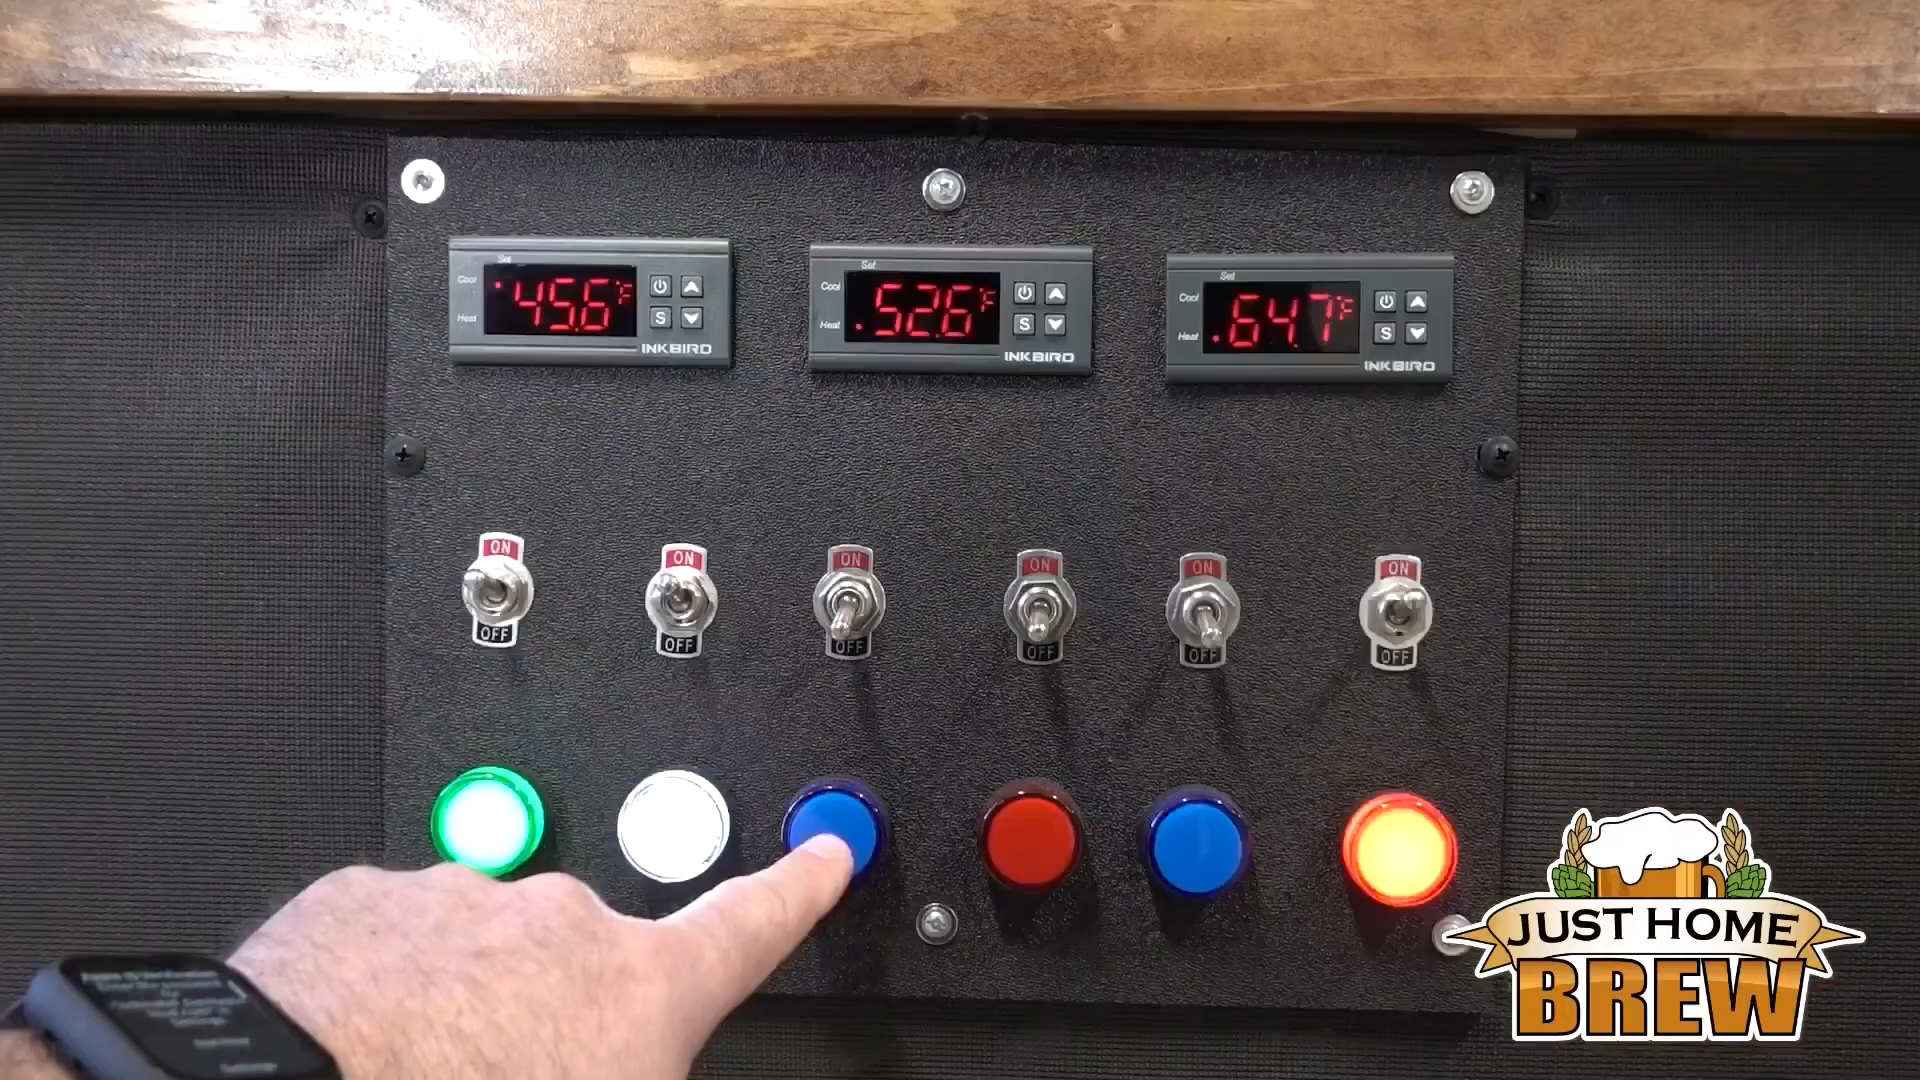 Set
Cool
45.6°F
Heat
S
INKBIRD
Set
Cool
52.6°F
Heat
S
INKBIRD
Set
Cool
64.7°F
Heat
S
INKBIRD
ON
OFF
ON
OFF
ON
OFF
ON
OFF
ON
OFF
ON
OFF
JUST HOME
BREW